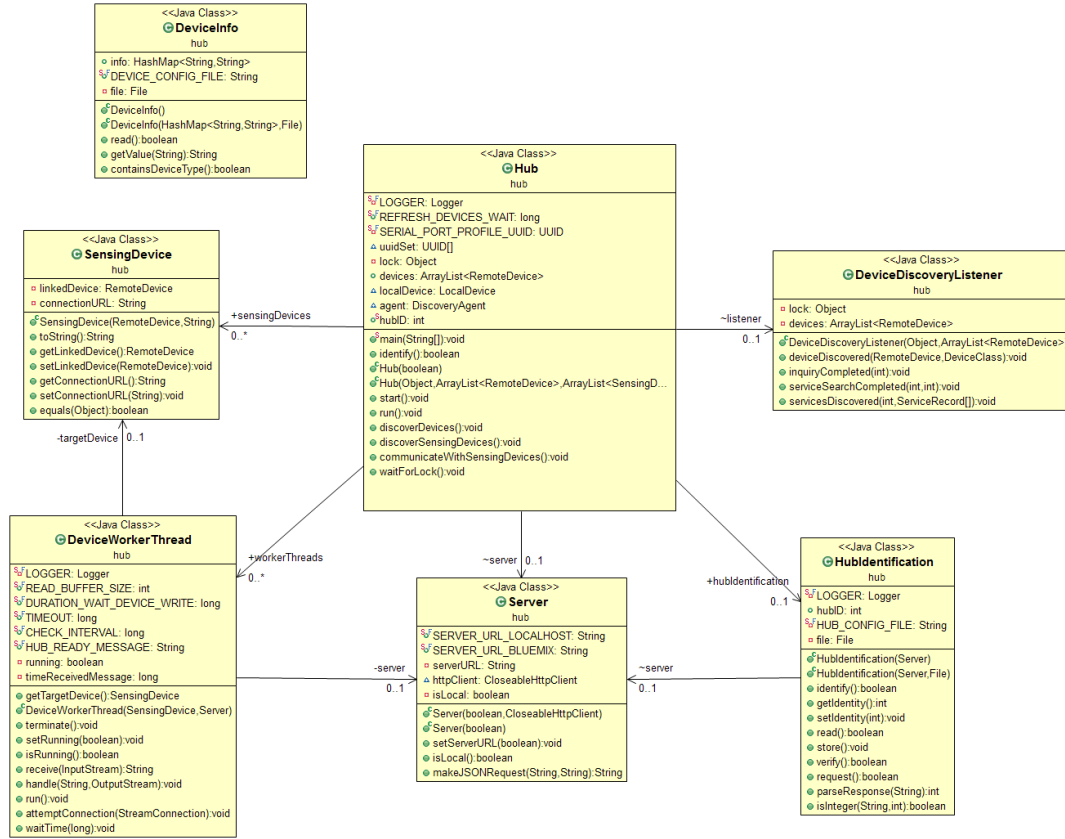 <<Java Class>>
DeviceInfo
hub
info: HashMap<String,String>
DEVICE_CONFIG_FILE: String
file: File
DeviceInfo()
DeviceInfo(HashMap<String,String>,File)
read():boolean
getValue(String):String
containsDeviceType():boolean
<<Java Class>>
Hub
hub
LOGGER: Logger
REFRESH_DEVICES_WAIT: long
SERIAL_PORT_PROFILE_UUID: UUID
uuidSet: UUID[]
lock: Object
devices: ArrayList<RemoteDevice>
localDevice: LocalDevice
agent: DiscoveryAgent
hubID: int
main(String[]):void
identify():boolean
Hub(boolean)
Hub(Object,ArrayList<RemoteDevice>,ArrayList<SensingD...
start():void
run():void
discoverDevices():void
discoverSensingDevices():void
communicateWithSensingDevices():void
waitForLock():void
<<Java Class>>
SensingDevice
hub
linkedDevice: RemoteDevice
connectionURL: String
SensingDevice(RemoteDevice,String)
toString():String
getLinkedDevice():RemoteDevice
setLinkedDevice(RemoteDevice):void
getConnectionURL():String
setConnectionURL(String):void
equals(Object):boolean
+sensingDevices
0..*
<<Java Class>>
DeviceDiscoveryListener
hub
lock: Object
devices: ArrayList<RemoteDevice>
DeviceDiscoveryListener(Object,ArrayList<RemoteDevice>)
deviceDiscovered(RemoteDevice,DeviceClass):void
inquiryCompleted(int):void
serviceSearchCompleted(int,int):void
servicesDiscovered(int,ServiceRecord[]):void
~listener
0..1
-targetDevice
0..1
<<Java Class>>
DeviceWorkerThread
hub
LOGGER: Logger
READ_BUFFER_SIZE: int
DURATION_WAIT_DEVICE_WRITE: long
TIMEOUT: long
CHECK_INTERVAL: long
HUB_READY_MESSAGE: String
running: boolean
timeReceivedMessage: long
getTargetDevice():SensingDevice
DeviceWorkerThread(SensingDevice,Server)
terminate():void
setRunning(boolean):void
isRunning():boolean
receive(InputStream):String
handle(String,OutputStream):void
run():void
attemptConnection(StreamConnection):void
waitTime(long):void
+workerThreads
0..*
~server
0..1
+hubIdentification
0..1
<<Java Class>>
Server
hub
SERVER_URL_LOCALHOST: String
SERVER_URL_BLUEMIX: String
serverURL: String
httpClient: CloseableHttpClient
isLocal: boolean
Server(boolean,CloseableHttpClient)
Server(boolean)
setServerURL(boolean):void
isLocal():boolean
makeJSONRequest(String,String):String
-server
0..1
~server
0..1
<<Java Class>>
HubIdentification
hub
LOGGER: Logger
hubID: int
HUB_CONFIG_FILE: String
file: File
HubIdentification(Server)
HubIdentification(Server,File)
identify():boolean
getIdentity():int
setIdentity(int):void
read():boolean
store():void
verify():boolean
request():boolean
parseResponse(String):int
isInteger(String,int):boolean